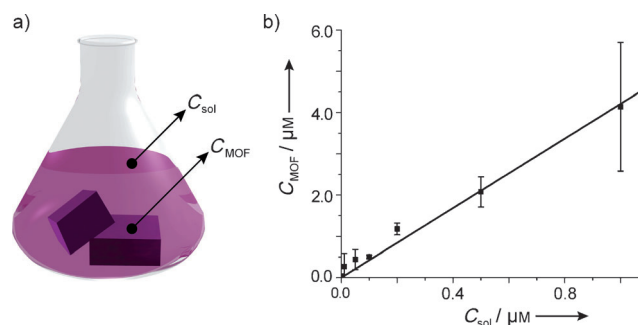 a)
C_sol
C_MOF
b)
C_MOF / µM
6.0
4.0
2.0
0.0
0.0
0.4
0.8
C_sol / µM